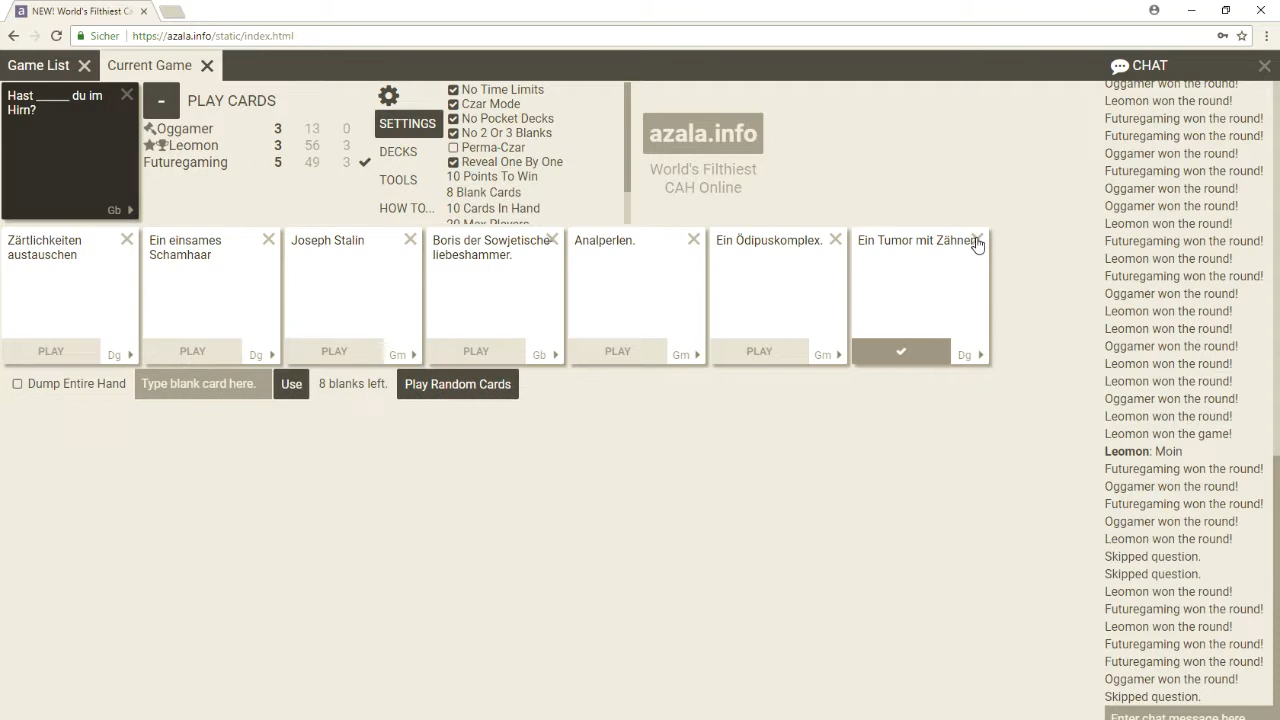 NEW! World's Filthiest C
Sicher
https://azala.info/static/index.html
Game List
Current Game
CHAT
Hast _____ du im
Hirn?
Gb
-
PLAY CARDS
Oggamer 3 13 0
Leomon 3 56 3
Futuregaming 5 49 3
SETTINGS
DECKS
TOOLS
HOW TO...
No Time Limits
Czar Mode
No Pocket Decks
No 2 Or 3 Blanks
Perma-Czar
Reveal One By One
10 Points To Win
8 Blank Cards
10 Cards In Hand
20 Max Players
azala.info
World's Filthiest
CAH Online
Zärtlichkeiten
austauschen
PLAY
Dg
Ein einsames
Schamhaar
PLAY
Dg
Joseph Stalin
PLAY
Gm
Boris der Sowjetische
liebeshammer.
PLAY
Gb
Analperlen.
PLAY
Gm
Ein Ödipuskomplex.
PLAY
Gm
Ein Tumor mit Zähnen
Dg
Dump Entire Hand
Type blank card here.
Use
8 blanks left.
Play Random Cards
Oggamer won the round!
Leomon won the round!
Futuregaming won the round!
Futuregaming won the round!
Oggamer won the round!
Futuregaming won the round!
Oggamer won the round!
Oggamer won the round!
Leomon won the round!
Futuregaming won the round!
Leomon won the round!
Futuregaming won the round!
Oggamer won the round!
Leomon won the round!
Leomon won the round!
Oggamer won the round!
Leomon won the round!
Leomon won the round!
Oggamer won the round!
Leomon won the round!
Leomon won the game!
Leomon: Moin
Futuregaming won the round!
Oggamer won the round!
Futuregaming won the round!
Oggamer won the round!
Leomon won the round!
Skipped question.
Skipped question.
Leomon won the round!
Futuregaming won the round!
Leomon won the round!
Futuregaming won the round!
Futuregaming won the round!
Oggamer won the round!
Skipped question.
Enter chat message here